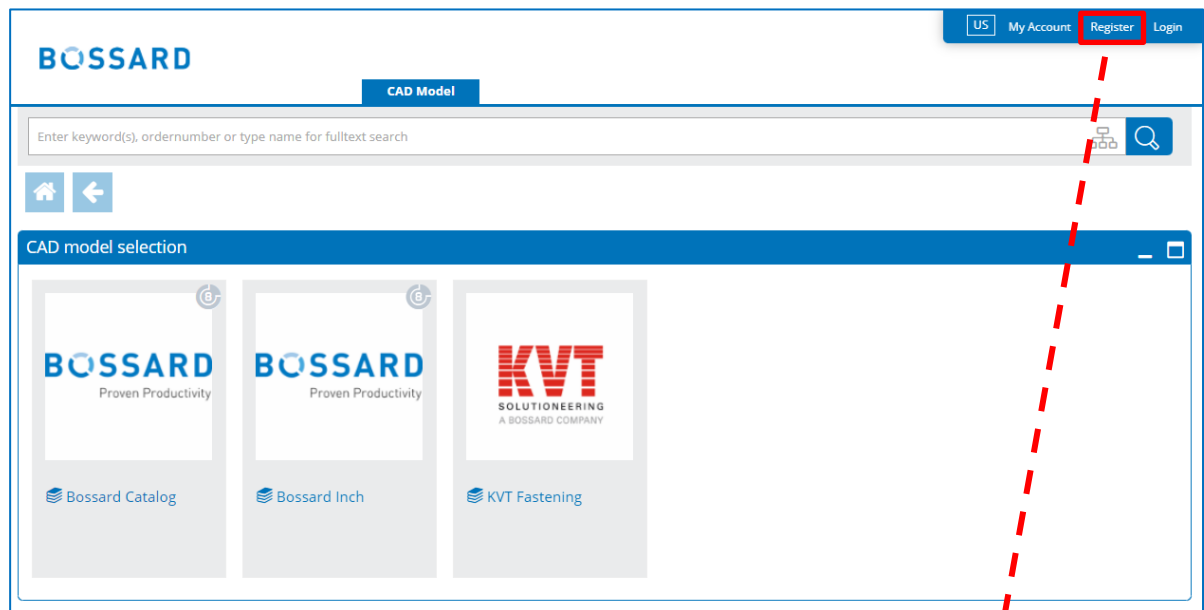 US My Account Register Login
BOSSARD
CAD Model
Enter keyword(s), ordernumber or type name for fulltext search
CAD model selection
B B
BOSSARD BOSSARD KVT
Proven Productivity Proven Productivity SOLUTIONEERING
A BOSSARD COMPANY
Bossard Catalog Bossard Inch KVT Fastening